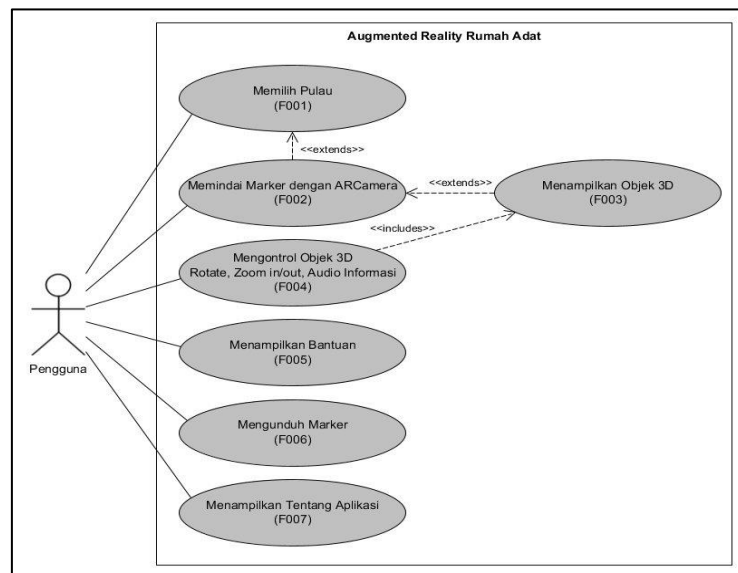 Augmented Reality Rumah Adat
Memilih Pulau
(F001)
<<extends>>
Memindai Marker dengan ARCamera
(F002)
<<extends>>
Menampilkan Objek 3D
(F003)
<<includes>>
Mengontrol Objek 3D
Rotate, Zoom in/out, Audio Informasi
(F004)
Menampilkan Bantuan
(F005)
Pengguna
Mengunduh Marker
(F006)
Menampilkan Tentang Aplikasi
(F007)